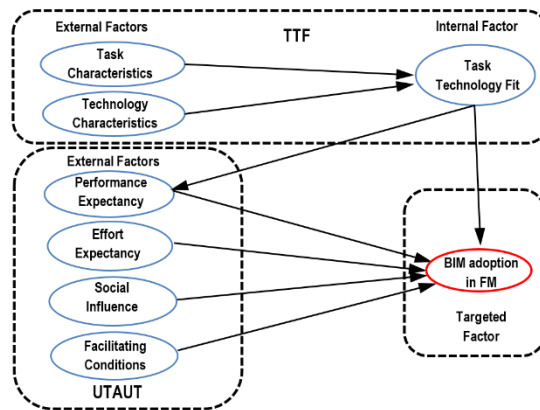 External Factors
TTF
Internal Factor
Task
Characteristics
Technology
Characteristics
Task
Technology Fit
External Factors
Performance
Expectancy
Effort
Expectancy
Social
Influence
Facilitating
Conditions
UTAUT
BIM adoption
in FM
Targeted
Factor